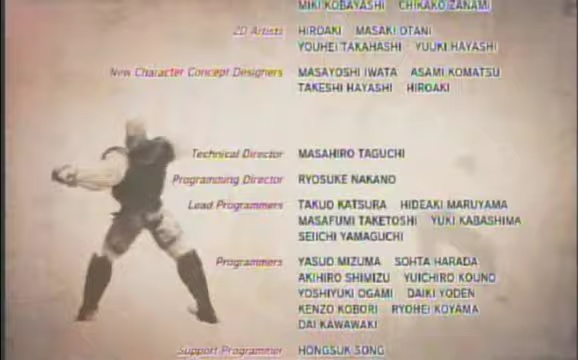 MIKI KOBAYASHI CHIKAKO ZANAMI
2D Artists HIROAKI MASAKI OTANI
YOUHEI TAKAHASHI YUUKI HAYASHI
New Character Concept Designers MASAYOSHI IWATA ASAMI KOMATSU
TAKESHI HAYASHI HIROAKI
Technical Director MASAHIRO TAGUCHI
Programming Director RYOSUKE NAKANO
Lead Programmers TAKUO KATSURA HIDEAKI MARUYAMA
MASAFUMI TAKETOSHI YUKI KABASHIMA
SEIICHI YAMAGUCHI
Programmers YASUO MIZUMA SOHTA HARADA
AKIHIRO SHIMIZU YUICHIRO KOUNO
YOSHIYUKI OGAMI DAIKI YODEN
KENZO KOBORI RYOHEI KOYAMA
DAI KAWAWAKI
Support Programmer HONGSUK SONG